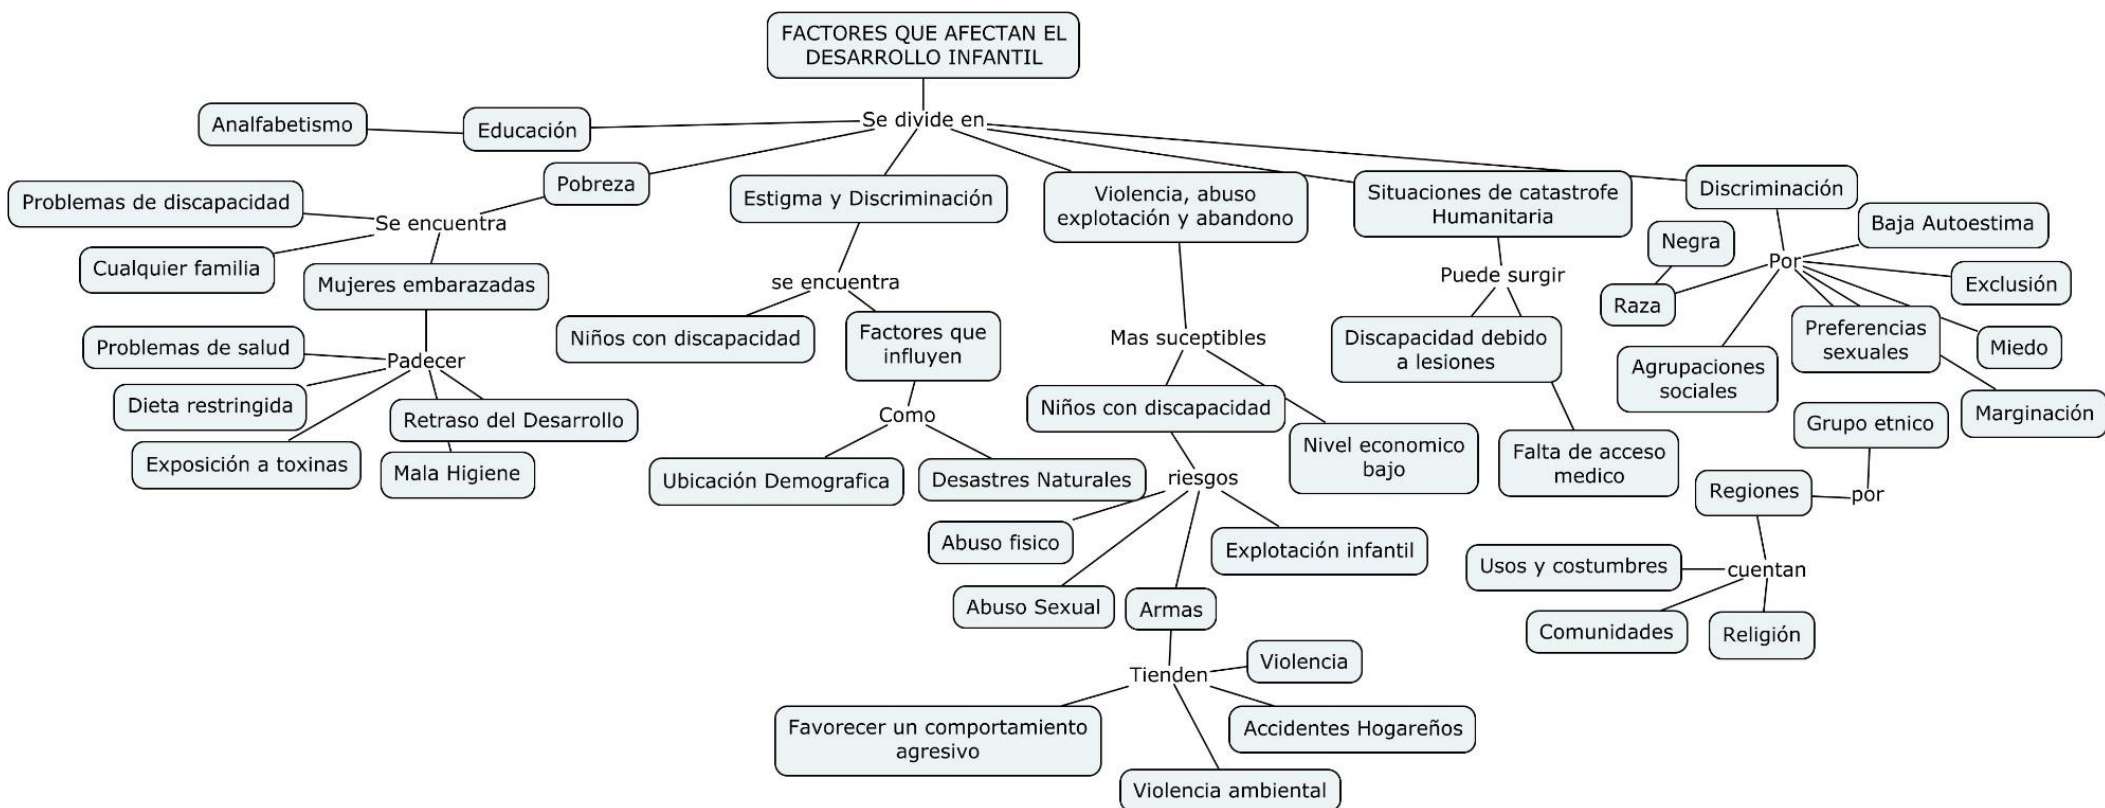 FACTORES QUE AFECTAN EL
DESARROLLO INFANTIL
Se divide en
Analfabetismo
Educación
Pobreza
Problemas de discapacidad
Se encuentra
Cualquier familia
Mujeres embarazadas
Problemas de salud
Padecer
Dieta restringida
Retraso del Desarrollo
Exposición a toxinas
Mala Higiene
Estigma y Discriminación
se encuentra
Niños con discapacidad
Factores que
influyen
Como
Ubicación Demografica
Desastres Naturales
Violencia, abuso
explotación y abandono
Mas suceptibles
Niños con discapacidad
Nivel economico
bajo
riesgos
Abuso fisico
Explotación infantil
Abuso Sexual
Armas
Tienden
Violencia
Favorecer un comportamiento
agresivo
Accidentes Hogareños
Violencia ambiental
Situaciones de catastrofe
Humanitaria
Puede surgir
Discapacidad debido
a lesiones
Falta de acceso
medico
Discriminación
Por
Negra
Raza
Baja Autoestima
Exclusión
Agrupaciones
sociales
Preferencias
sexuales
Miedo
Marginación
Grupo etnico
por
Regiones
cuentan
Usos y costumbres
Comunidades
Religión